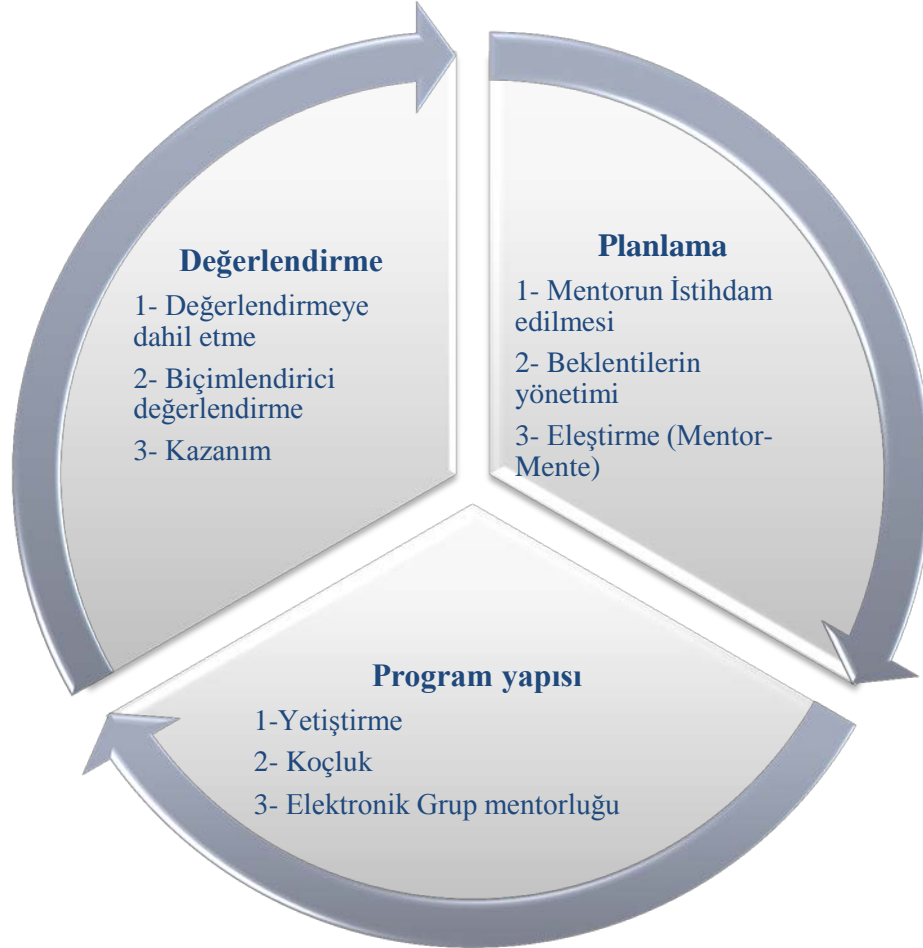 Değerlendirme
1- Değerlendirmeye
dahil etme
2- Biçimlendirici
değerlendirme
3- Kazanım
Planlama
1- Mentorun İstihdam
edilmesi
2- Beklentilerin
yönetimi
3- Eleştirme (Mentor-
Mente)
Program yapısı
1-Yetiştirme
2- Koçluk
3- Elektronik Grup mentorluğu